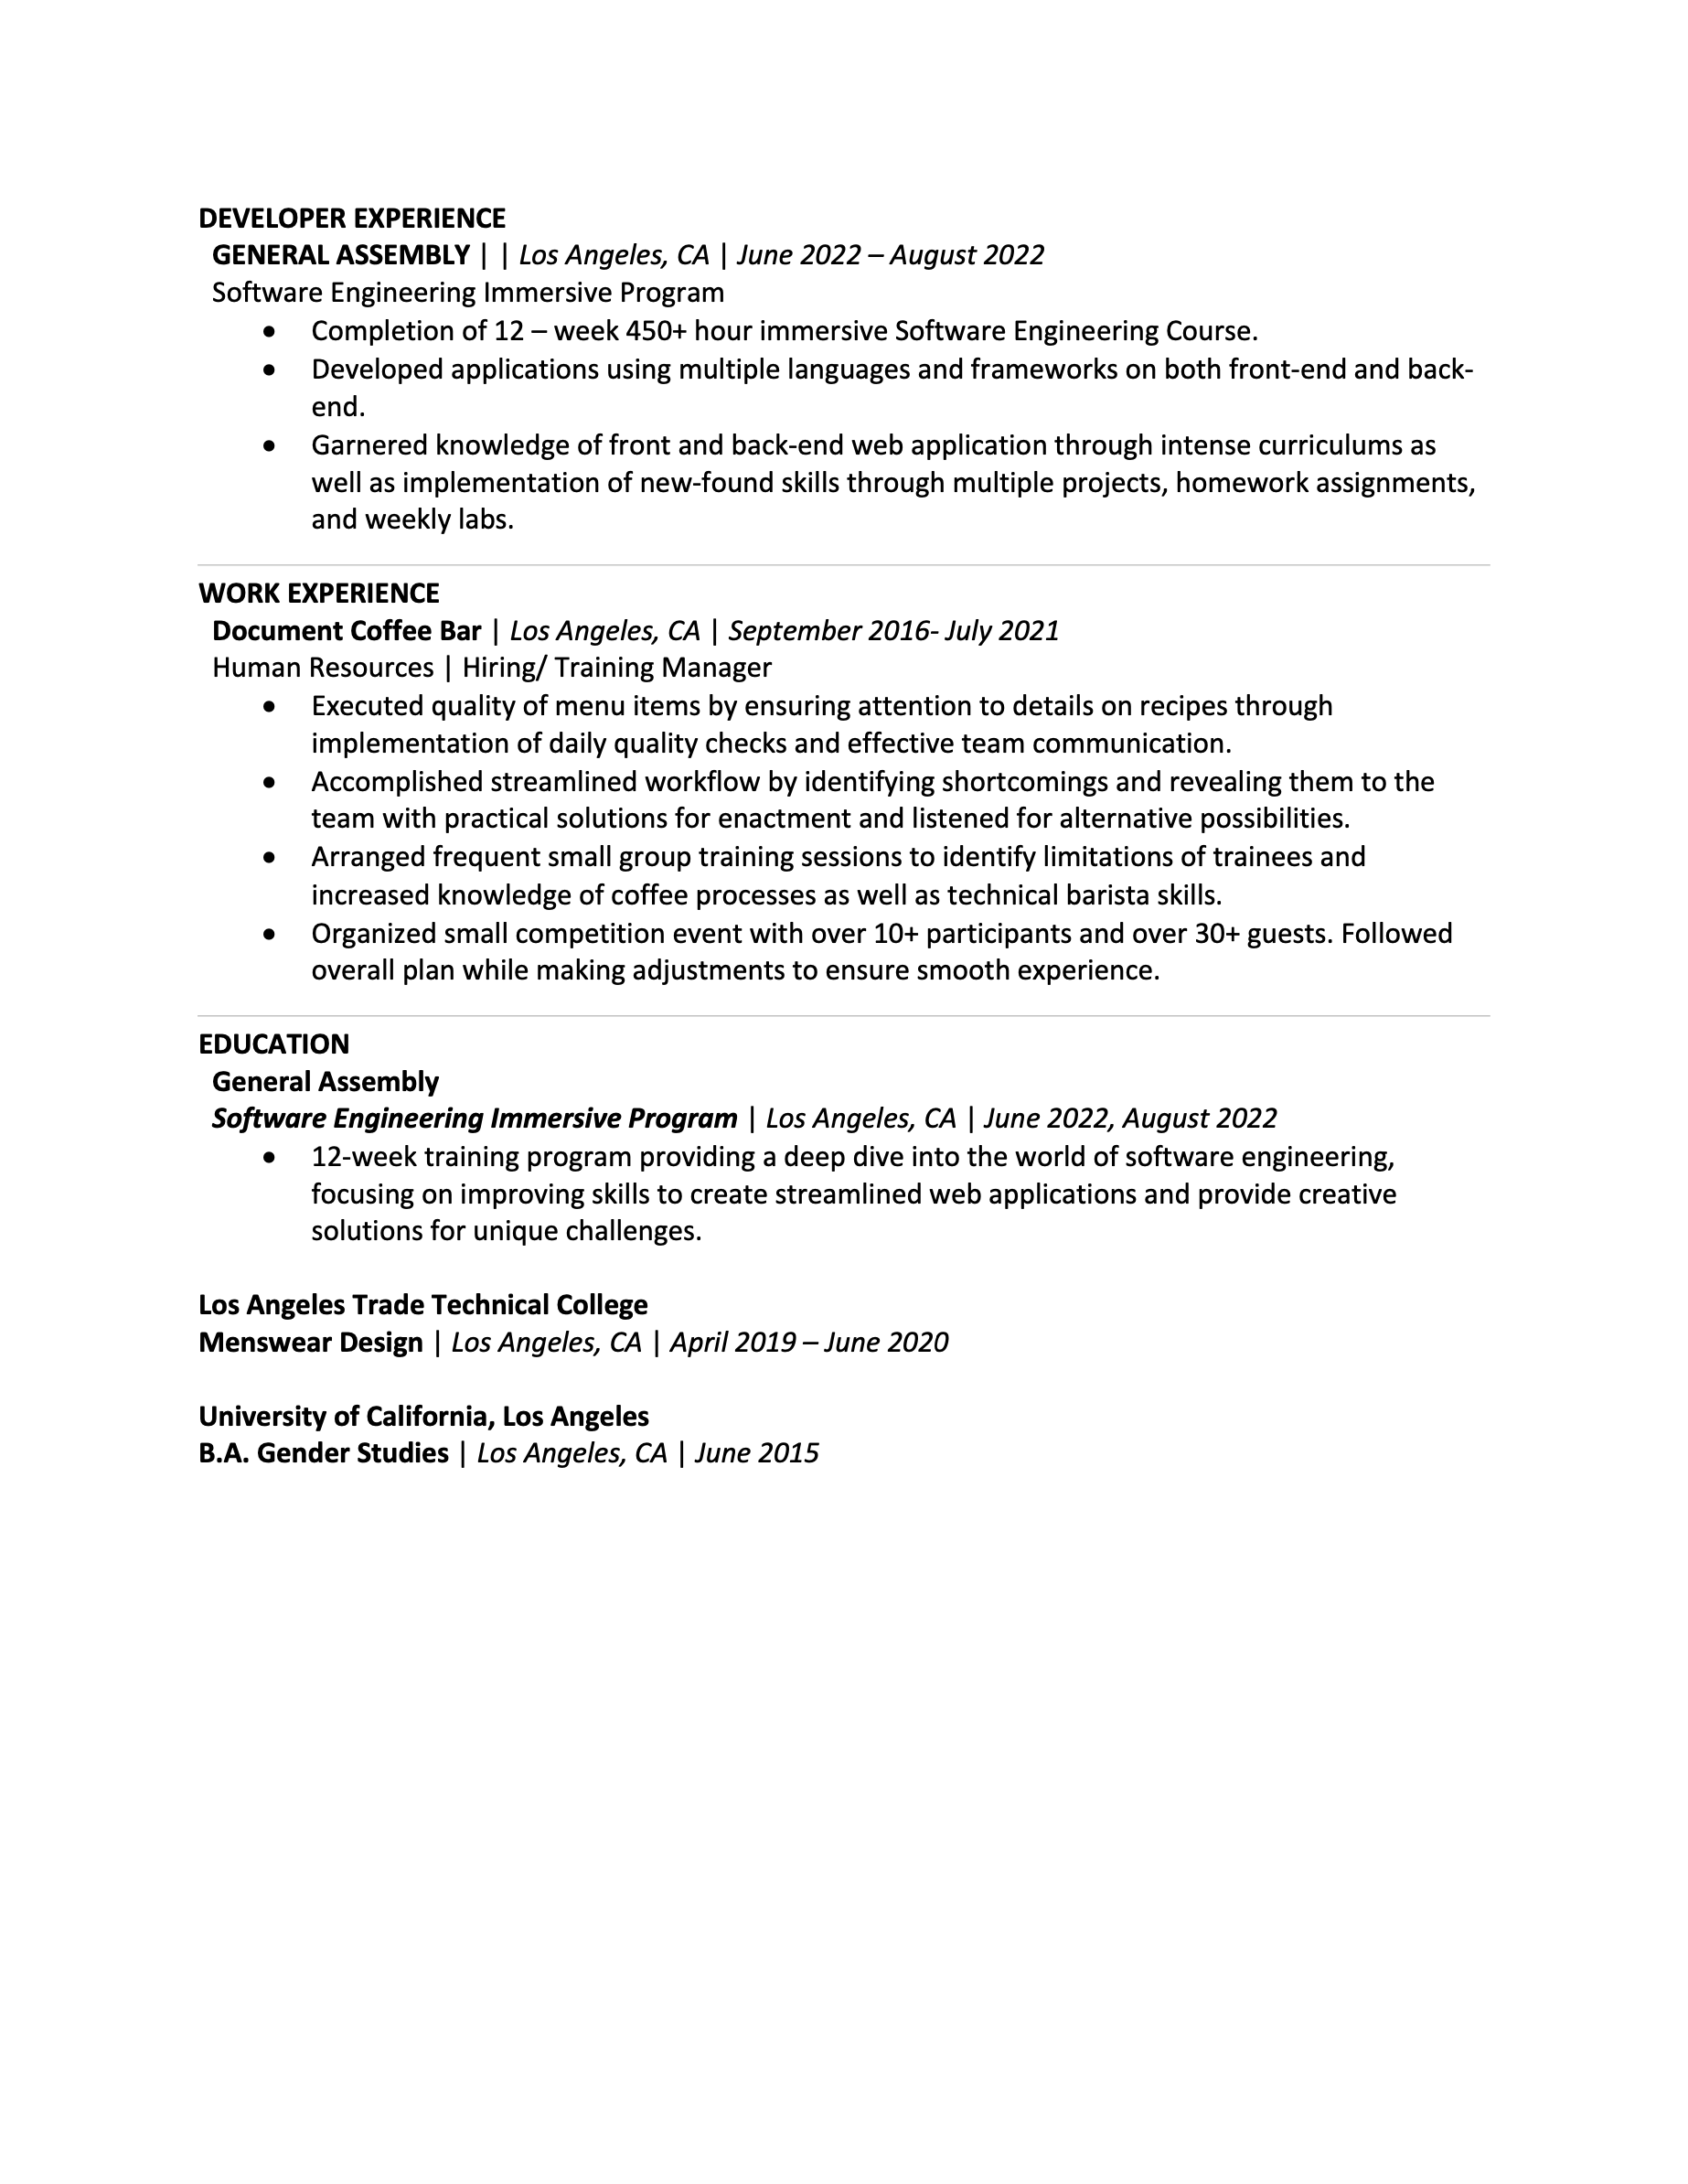 DEVELOPER EXPERIENCE
GENERAL ASSEMBLY | | Los Angeles, CA | June 2022 – August 2022
Software Engineering Immersive Program
• Completion of 12 – week 450+ hour immersive Software Engineering Course.
• Developed applications using multiple languages and frameworks on both front-end and back-
end.
• Garnered knowledge of front and back-end web application through intense curriculums as
well as implementation of new-found skills through multiple projects, homework assignments,
and weekly labs.
WORK EXPERIENCE
Document Coffee Bar | Los Angeles, CA | September 2016- July 2021
Human Resources | Hiring/ Training Manager
• Executed quality of menu items by ensuring attention to details on recipes through
implementation of daily quality checks and effective team communication.
• Accomplished streamlined workflow by identifying shortcomings and revealing them to the
team with practical solutions for enactment and listened for alternative possibilities.
• Arranged frequent small group training sessions to identify limitations of trainees and
increased knowledge of coffee processes as well as technical barista skills.
• Organized small competition event with over 10+ participants and over 30+ guests. Followed
overall plan while making adjustments to ensure smooth experience.
EDUCATION
General Assembly
Software Engineering Immersive Program | Los Angeles, CA | June 2022, August 2022
• 12-week training program providing a deep dive into the world of software engineering,
focusing on improving skills to create streamlined web applications and provide creative
solutions for unique challenges.
Los Angeles Trade Technical College
Menswear Design | Los Angeles, CA | April 2019 – June 2020
University of California, Los Angeles
B.A. Gender Studies | Los Angeles, CA | June 2015